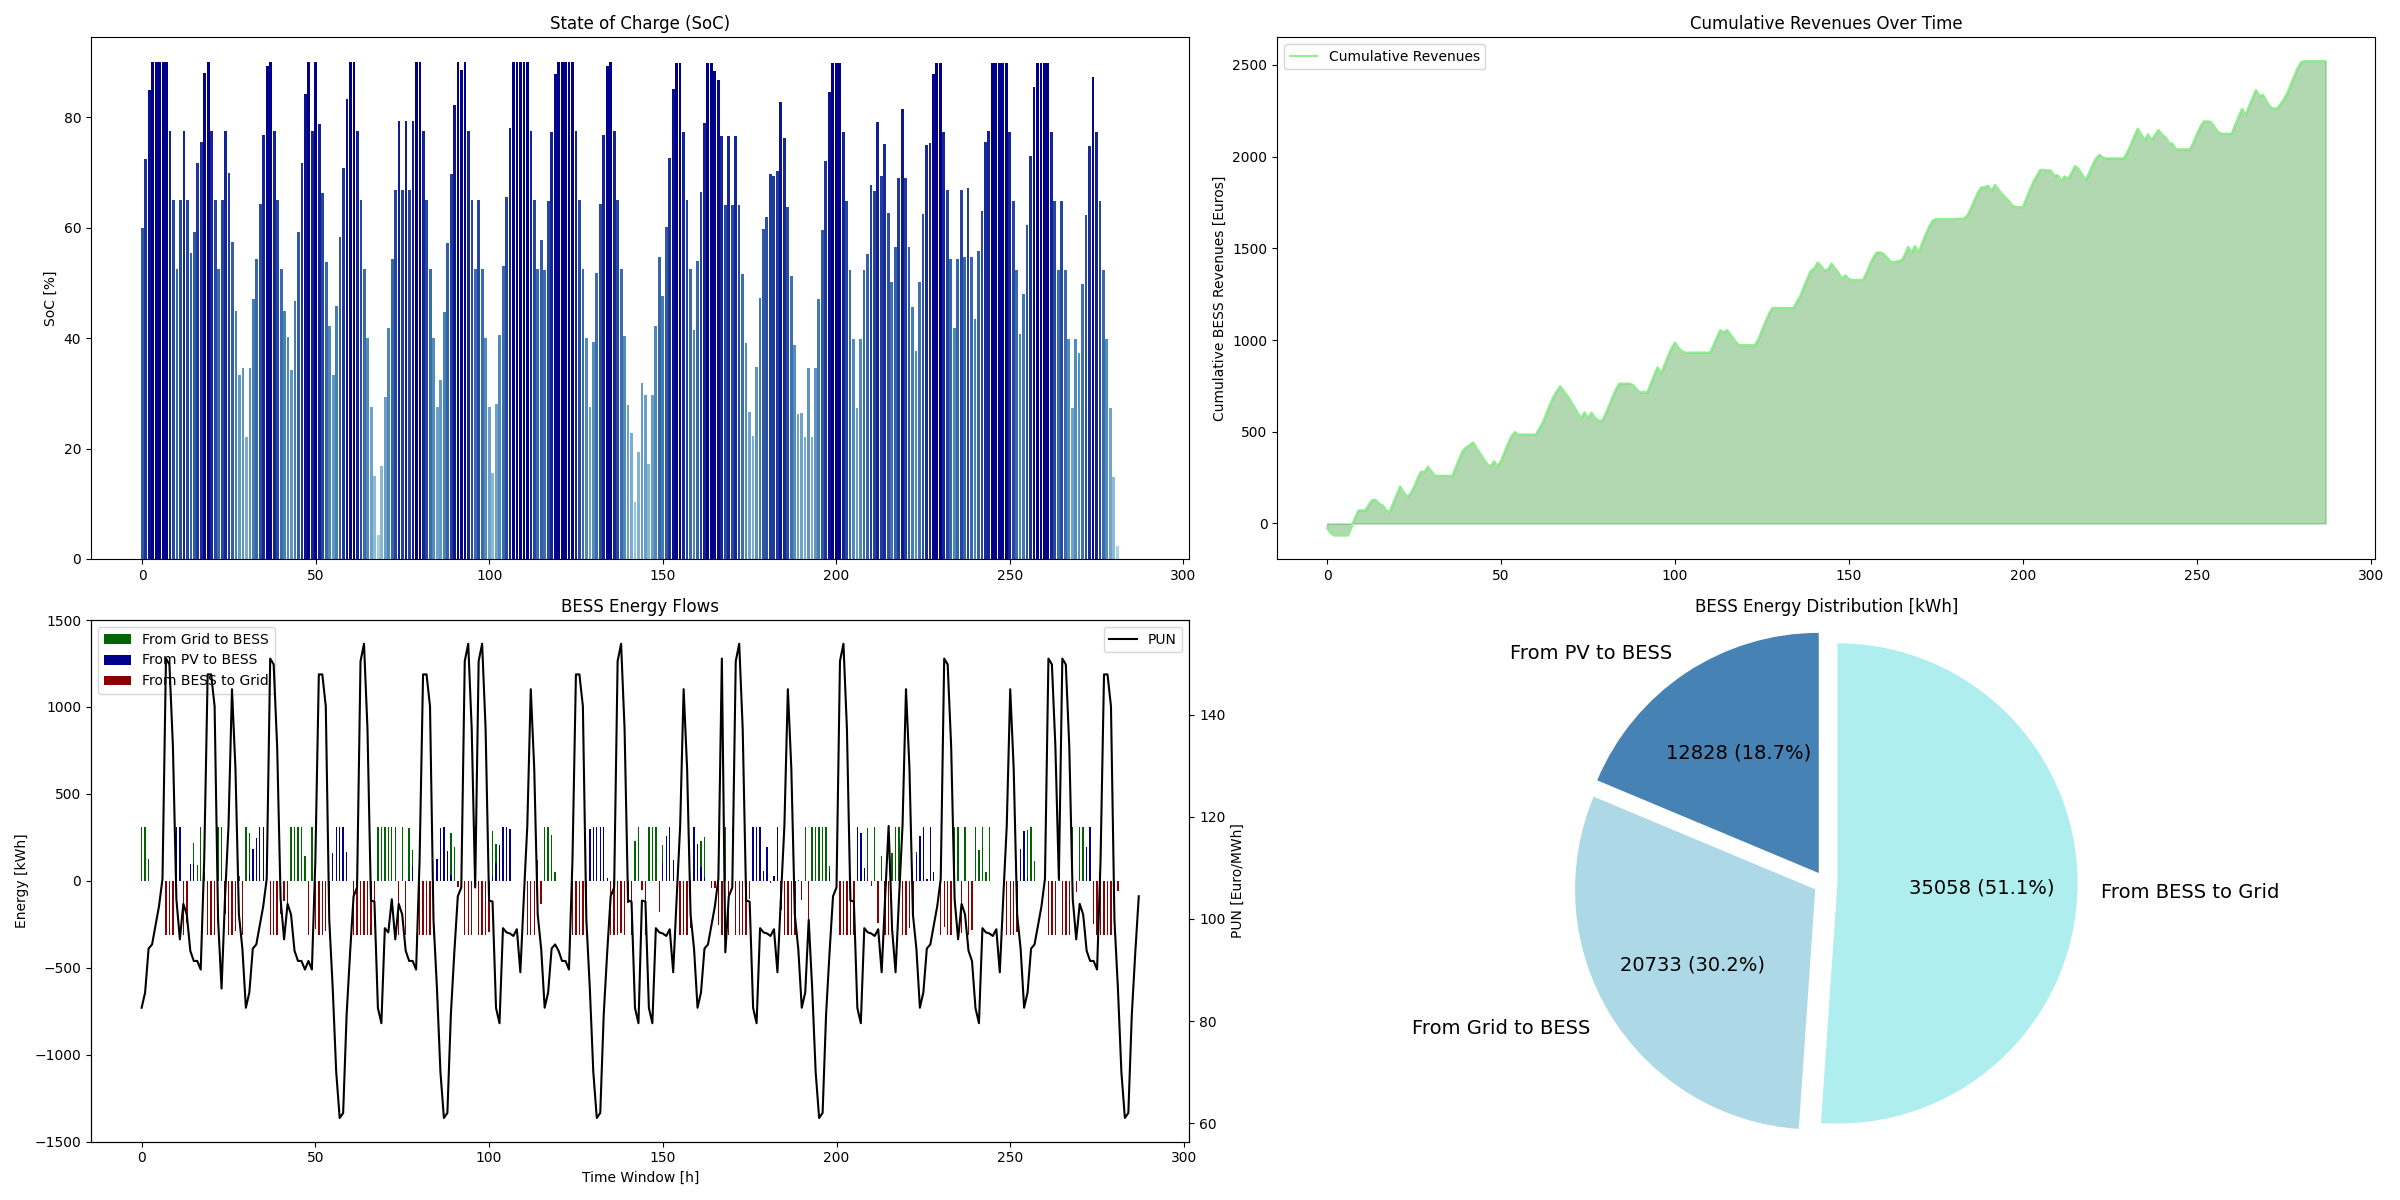 State of Charge (SoC)
SoC [%]
80
60
40
20
0
0 50 100 150 200 250 300
Cumulative Revenues Over Time
Cumulative Revenues
Cumulative BESS Revenues [Euros]
2500
2000
1500
1000
500
0
0 50 100 150 200 250 300
BESS Energy Flows
From Grid to BESS
From PV to BESS
From BESS to Grid
PUN
Energy [kWh]
1500
1000
500
0
−500
−1000
−1500
140
120
100
80
60
PUN [Euro/MWh]
0 50 100 150 200 250 300
Time Window [h]
BESS Energy Distribution [kWh]
From PV to BESS
12828 (18.7%)
35058 (51.1%)
From BESS to Grid
20733 (30.2%)
From Grid to BESS